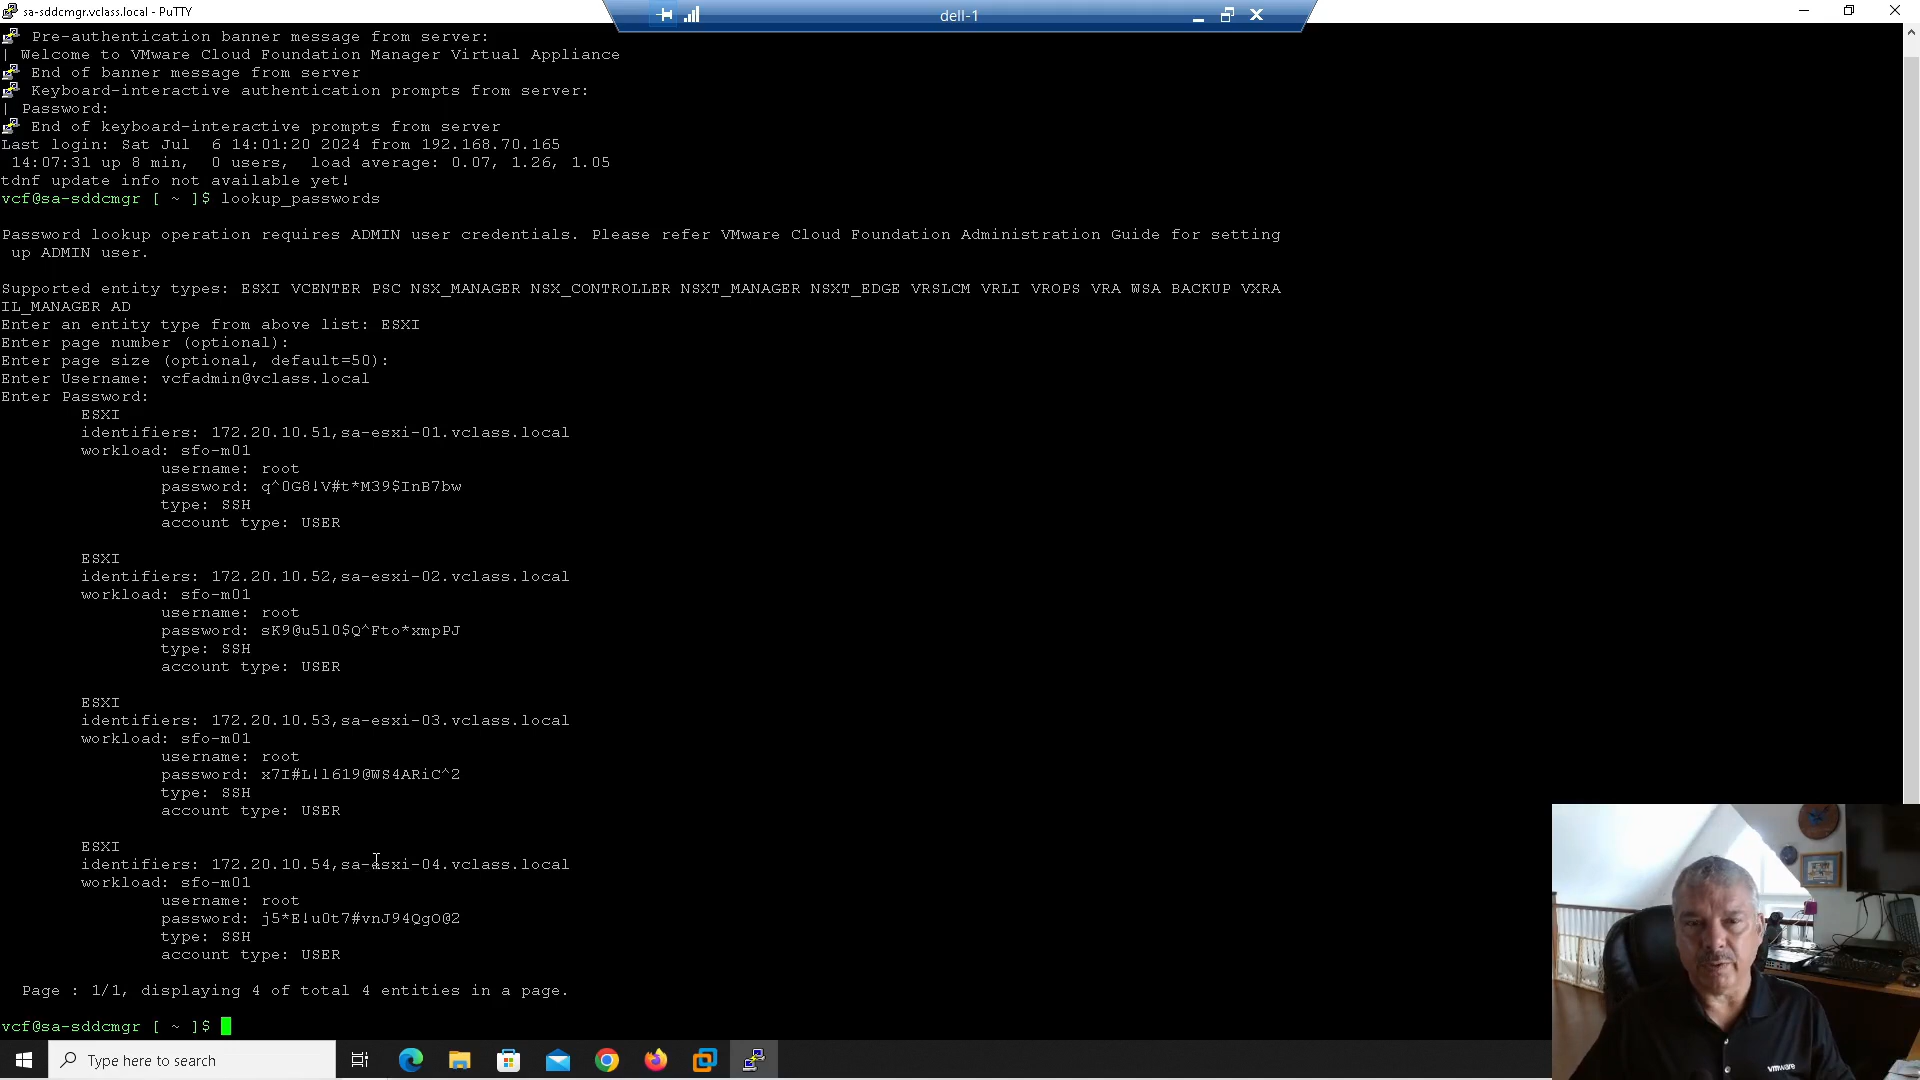 sa-sddcmgr.vclass.local - PuTTY
dell-1
Pre-authentication banner message from server:
| Welcome to VMware Cloud Foundation Manager Virtual Appliance
End of banner message from server
Keyboard-interactive authentication prompts from server:
| Password:
End of keyboard-interactive prompts from server
Last login: Sat Jul  6 14:01:20 2024 from 192.168.70.165
 14:07:31 up 8 min,  0 users,  load average: 0.07, 1.26, 1.05
tdnf update info not available yet!
vcf@sa-sddcmgr [ ~ ]$ lookup_passwords
Password lookup operation requires ADMIN user credentials. Please refer VMware Cloud Foundation Administration Guide for setting
 up ADMIN user.
Supported entity types: ESXI VCENTER PSC NSX_MANAGER NSX_CONTROLLER NSXT_MANAGER NSXT_EDGE VRSLCM VRLI VROPS VRA WSA BACKUP VXRA
IL_MANAGER AD
Enter an entity type from above list: ESXI
Enter page number (optional):
Enter page size (optional, default=50):
Enter Username: vcfadmin@vclass.local
Enter Password:
ESXI
identifiers: 172.20.10.51,sa-esxi-01.vclass.local
workload: sfo-m01
username: root
password: q^0G8!V#t*M39$InB7bw
type: SSH
account type: USER
ESXI
identifiers: 172.20.10.52,sa-esxi-02.vclass.local
workload: sfo-m01
username: root
password: sK9@u5l0$Q^Fto*xmpPJ
type: SSH
account type: USER
ESXI
identifiers: 172.20.10.53,sa-esxi-03.vclass.local
workload: sfo-m01
username: root
password: x7I#L!l619@WS4ARiC^2
type: SSH
account type: USER
ESXI
identifiers: 172.20.10.54,sa-esxi-04.vclass.local
workload: sfo-m01
username: root
password: j5*E!u0t7#vnJ94QgO@2
type: SSH
account type: USER
Page : 1/1, displaying 4 of total 4 entities in a page.
vcf@sa-sddcmgr [ ~ ]$
Type here to search
vmware